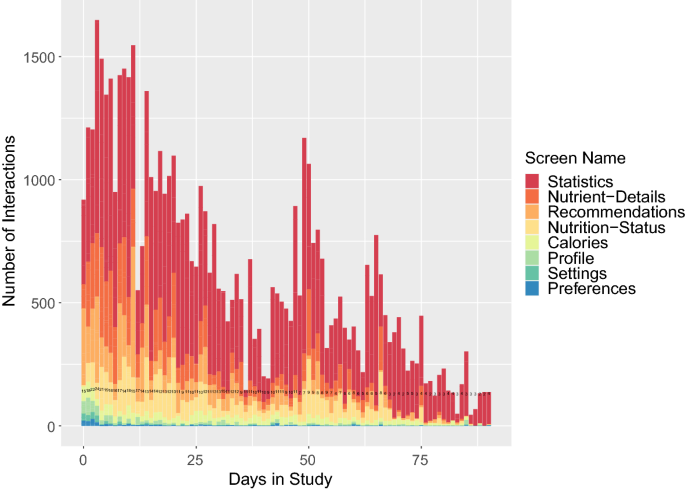 1500
1000
500
0
0
25
50
75
Number of Interactions
Days in Study
Screen Name
Statistics
Nutrient−Details
Recommendations
Nutrition−Status
Calories
Profile
Settings
Preferences